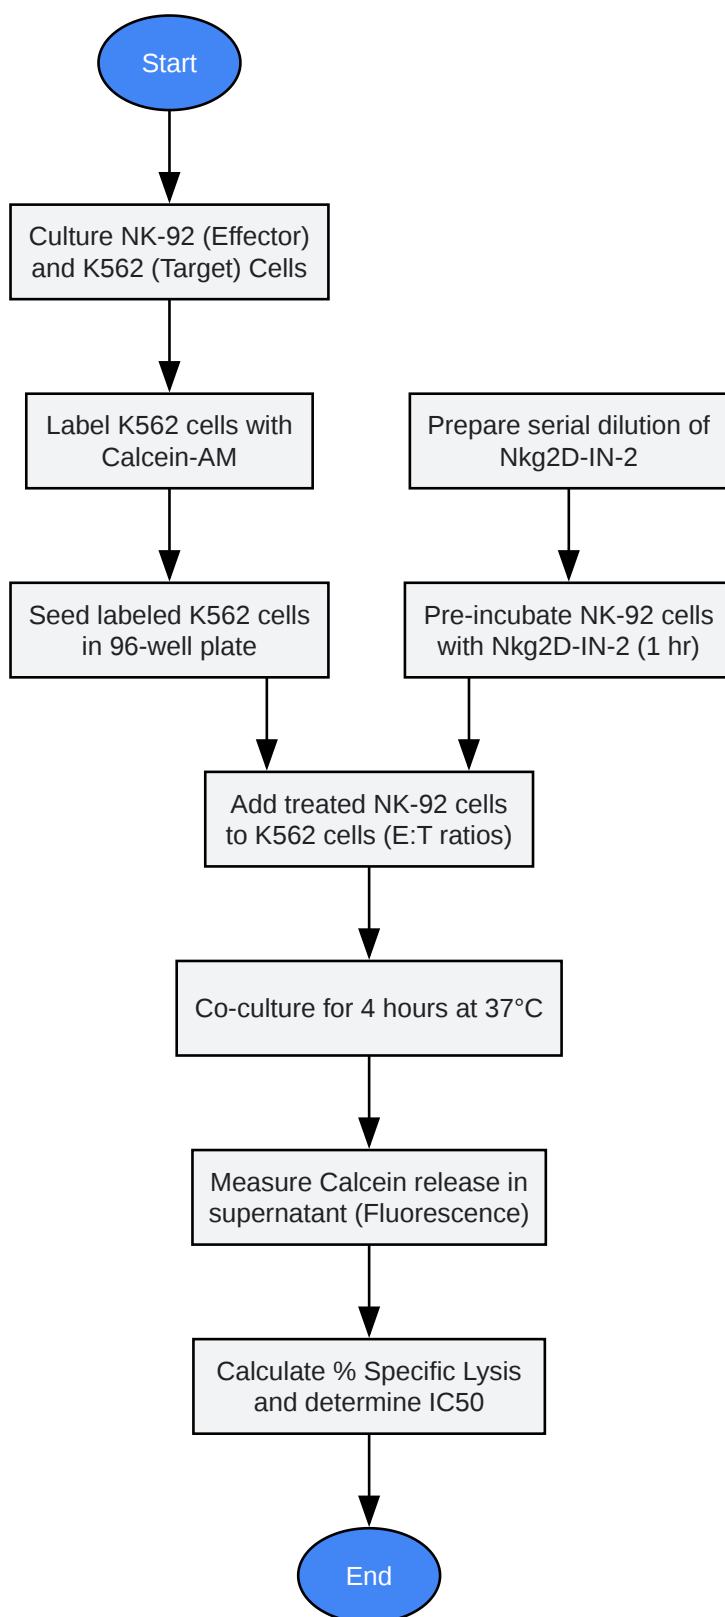 Start
Culture NK-92 (Effector)
and K562 (Target) Cells
Label K562 cells with
Calcein-AM
Prepare serial dilution of
Nkg2D-IN-2
Seed labeled K562 cells
in 96-well plate
Pre-incubate NK-92 cells
with Nkg2D-IN-2 (1 hr)
Add treated NK-92 cells
to K562 cells (E:T ratios)
Co-culture for 4 hours at 37°C
Measure Calcein release in
supernatant (Fluorescence)
Calculate % Specific Lysis
and determine IC50
End